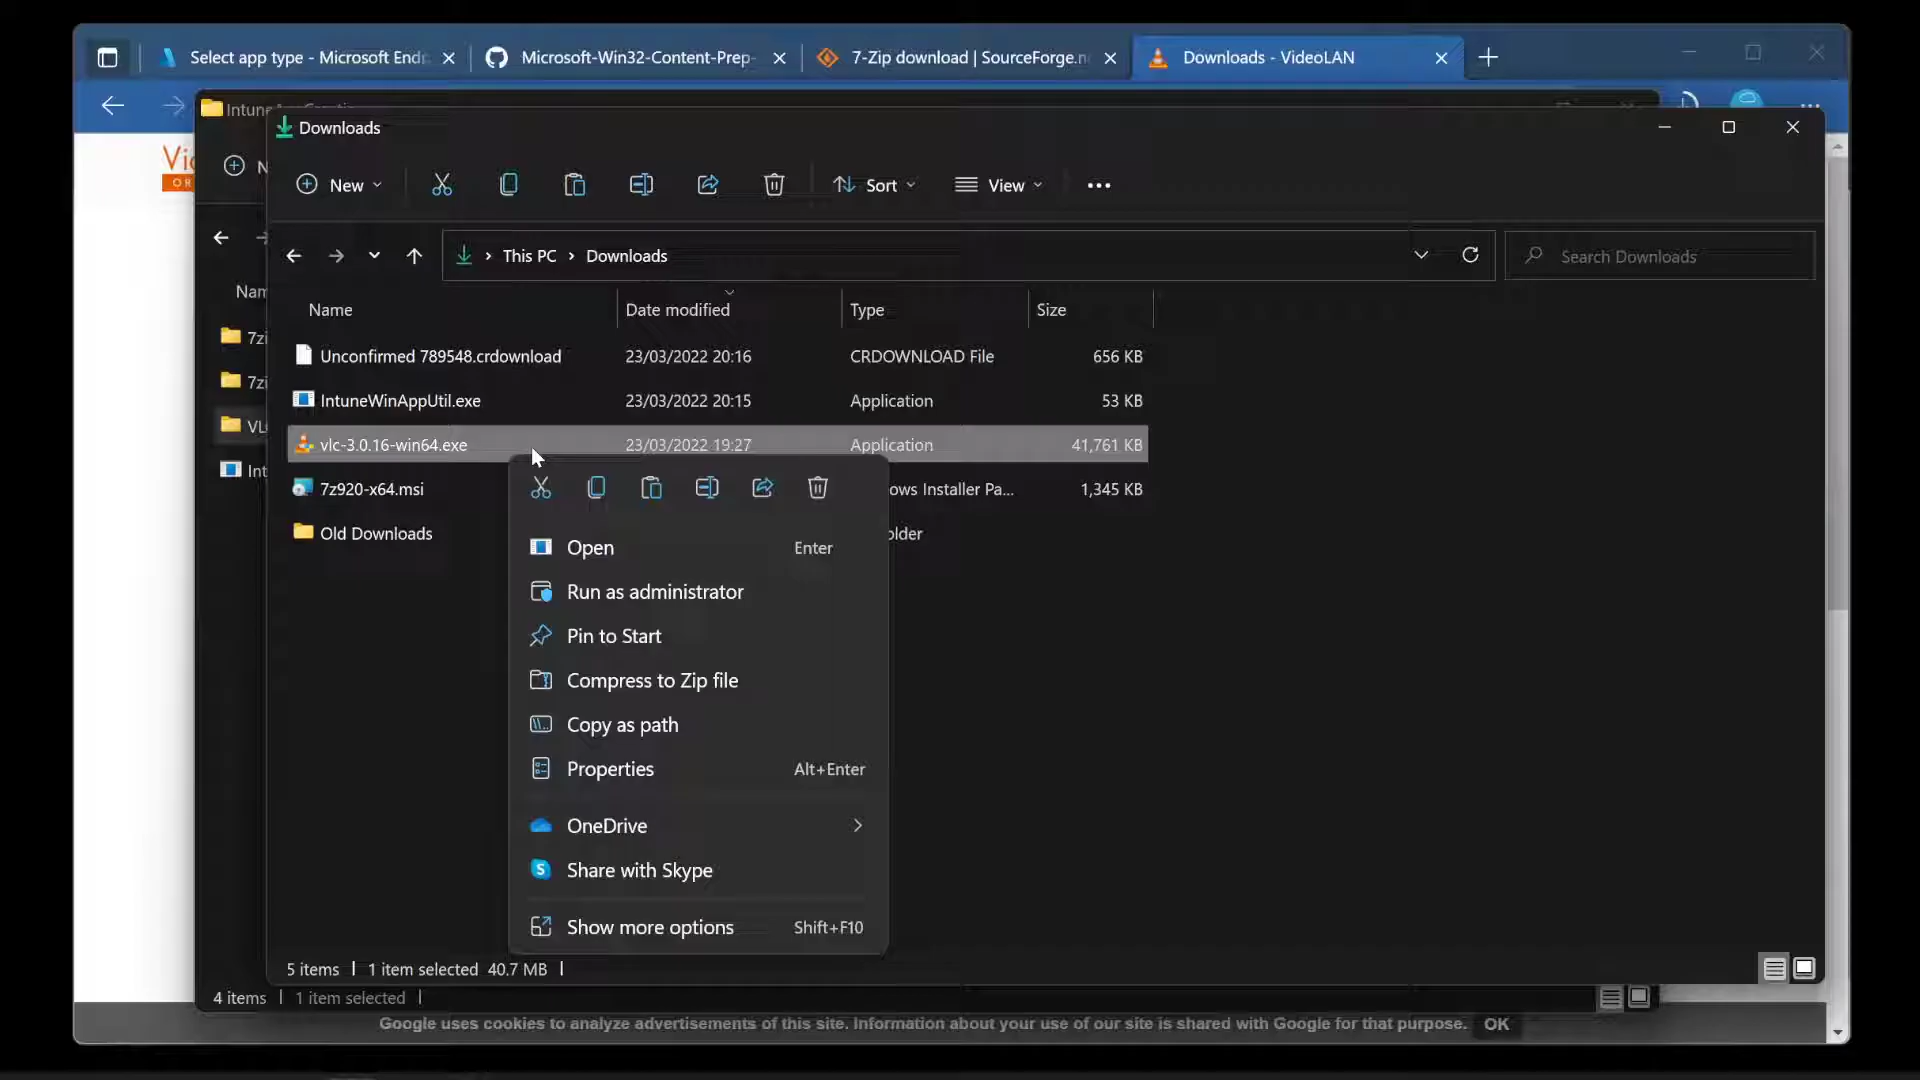 Select app type - Microsoft Endp
Microsoft-Win32-Content-Prep-
7-Zip download | SourceForge.n
Downloads - VideoLAN
Downloads
New
Sort
View
This PC
Downloads
Search Downloads
Name
Date modified
Type
Size
Unconfirmed 789548.crdownload
23/03/2022 20:16
CRDOWNLOAD File
656 KB
IntuneWinAppUtil.exe
23/03/2022 20:15
Application
53 KB
vlc-3.0.16-win64.exe
23/03/2022 19:27
Application
41,761 KB
7z920-x64.msi
ows Installer Pa...
1,345 KB
Old Downloads
older
Open
Enter
Run as administrator
Pin to Start
Compress to Zip file
Copy as path
Properties
Alt+Enter
OneDrive
Share with Skype
Show more options
Shift+F10
5 items
1 item selected 40.7 MB
4 items
1 item selected
Google uses cookies to analyze advertisements of this site. Information about your use of our site is shared with Google for that purpose.
OK